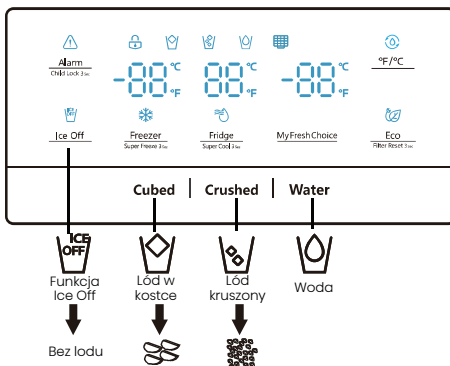 Alarm
Child Lock 3 Sec
-88 °C °F
88 °C °F
-88 °C °F
°F/°C
Ice Off
Freezer
Super Freeze 3 Sec
Fridge
Super Cool 3 Sec
My Fresh Choice
Eco
Filter Reset 3 Sec
Cubed | Crushed | Water
ICE
OFF
Funkcja
Ice Off
Lód w
kostce
Lód
kruszony
Woda
Bez lodu